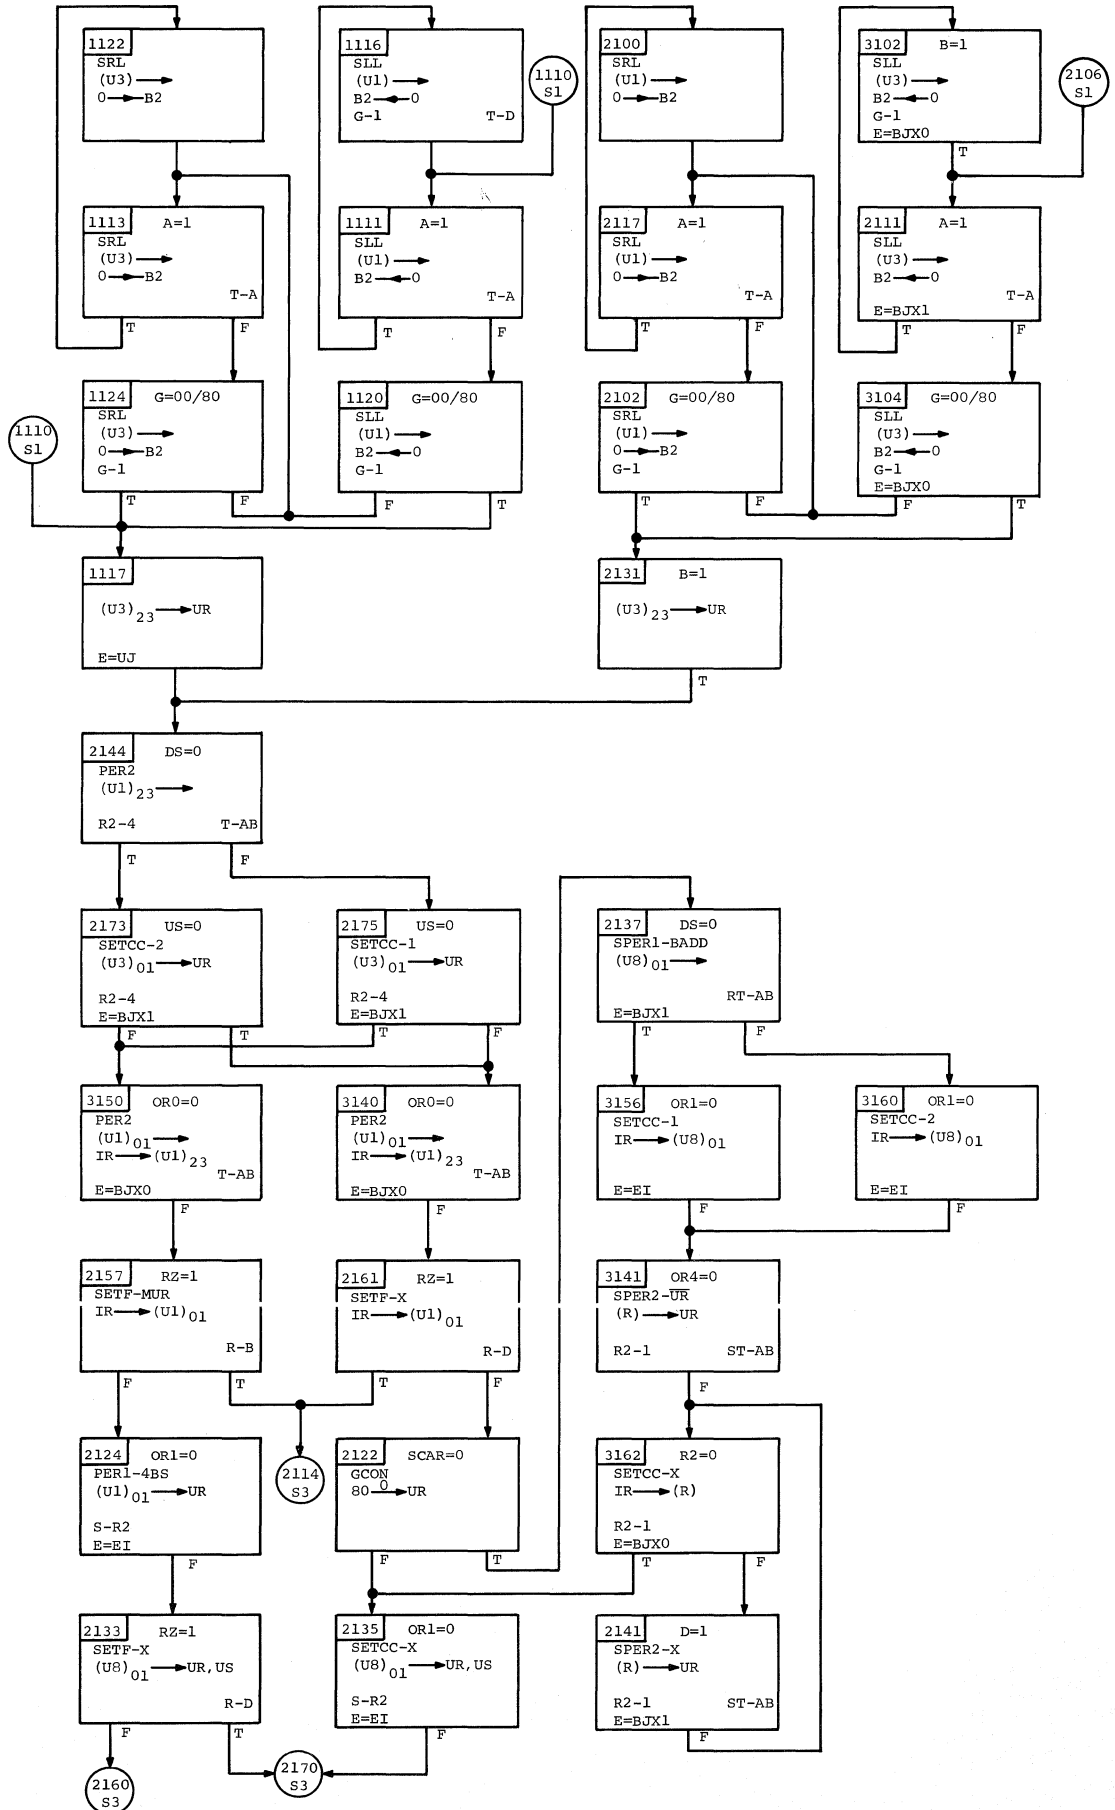 1122
SRL
(U3)
0 B2
1116
SLL
(U1)
B2 0
G-1 T-D
1110
S1
2100
SRL
(U1)
0 B2
3102 B=1
SLL
(U3)
B2 0
G-1
E=BJX0
T
2106
S1
1113 A=1
SRL
(U3)
0 B2
T-A
T F
1111 A=1
SLL
(U1)
B2 0
T-A
T F
2117 A=1
SRL
(U1)
0 B2
T-A
T F
2111 A=1
SLL
(U3)
B2 0
T-A
E=BJX1
T F
1110
S1
1124 G=00/80
SRL
(U3)
0 B2
G-1
T F
1120 G=00/80
SLL
(U1)
B2 0
G-1
F T
2102 G=00/80
SRL
(U1)
0 B2
G-1
T F
3104 G=00/80
SLL
(U3)
B2 0
G-1
E=BJX0
F T
1117
(U3)23 UR
E=UJ
2131 B=1
(U3)23 UR
T
2144 DS=0
PER2
(U1)23
R2-4 T-AB
T F
2173 US=0
SETCC-2
(U3)01 UR
R2-4
E=BJX1
F T
2175 US=0
SETCC-1
(U3)01 UR
R2-4
E=BJX1
T F
2137 DS=0
SPER1-BADD
(U8)01
RT-AB
E=BJX1
T F
3150 OR0=0
PER2
(U1)01
IR (U1)23
T-AB
E=BJX0
F
3140 OR0=0
PER2
(U1)01
IR (U1)23
T-AB
E=BJX0
F
3156 OR1=0
SETCC-1
IR (U8)01
E=EI
F
3160 OR1=0
SETCC-2
IR (U8)01
E=EI
F
2157 RZ=1
SETF-MUR
IR (U1)01
R-B
F T
2161 RZ=1
SETF-X
IR (U1)01
R-D
T F
3141 OR4=0
SPER2-U̅R̅
(R) UR
R2-1 ST-AB
F
2124 OR1=0
PER1-4BS
(U1)01 UR
S-R2
E=EI
F
2114
S3
2122 SCAR=0
GCON
80 0 UR
F T
3162 R2=0
SETCC-X
IR (R)
R2-1
E=BJX0
T F
2133 RZ=1
SETF-X
(U8)01 UR,US
R-D
F T
2135 OR1=0
SETCC-X
(U8)01 UR,US
S-R2
E=EI
F
2141 D=1
SPER2-X
(R) UR
R2-1 ST-AB
E=BJX1
F
2160
S3
2170
S3